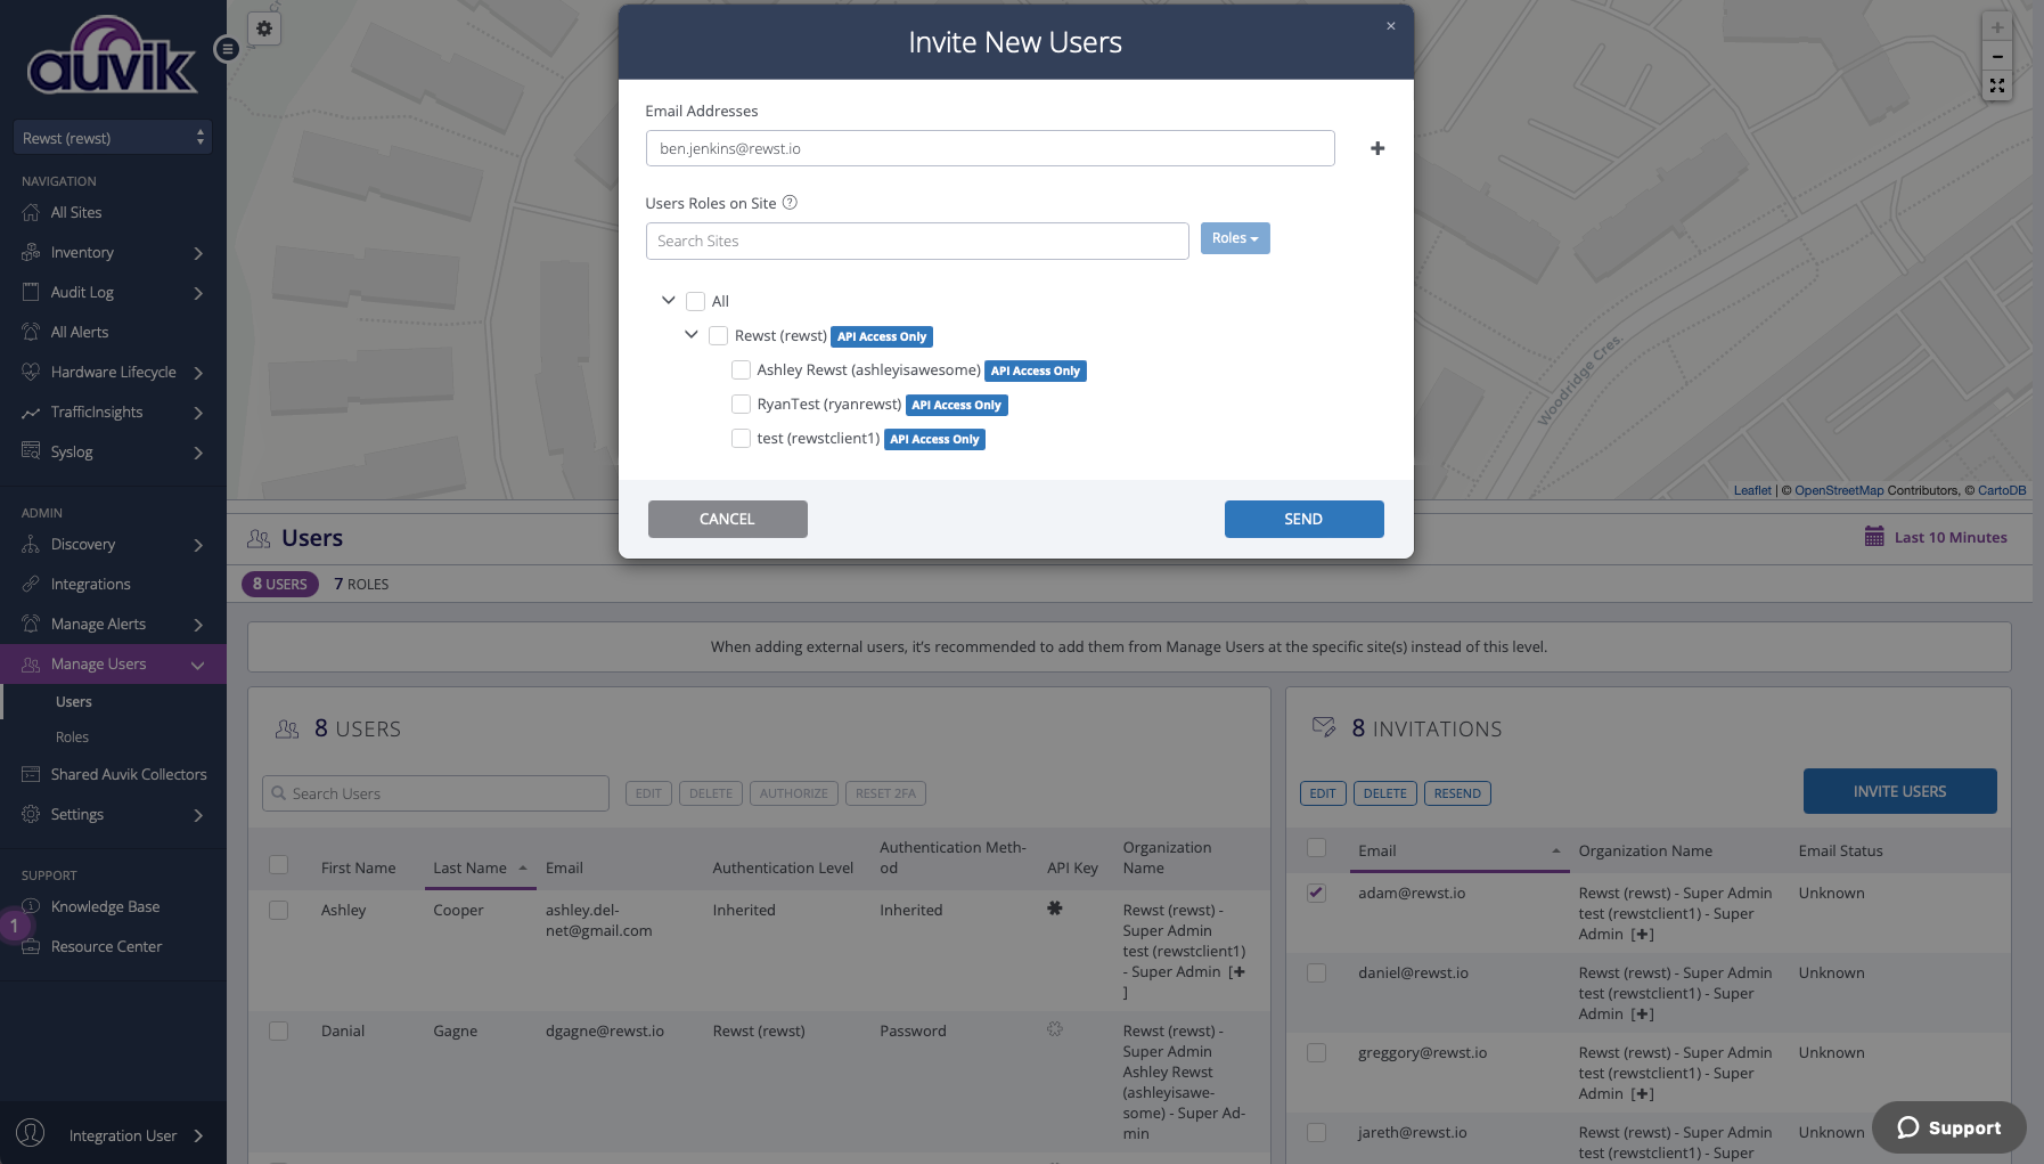 auvik
Rewst (rewst)
NAVIGATION
All Sites
Inventory
Audit Log
All Alerts
Hardware Lifecycle
TrafficInsights
Syslog
ADMIN
Discovery
Integrations
Manage Alerts
Manage Users
Users
Roles
Shared Auvik Collectors
Settings
SUPPORT
Knowledge Base
1
Resource Center
Integration User
Invite New Users
×
Email Addresses
ben.jenkins@rewst.io
+
Users Roles on Site ?
Search Sites
Roles
All
Rewst (rewst) API Access Only
Ashley Rewst (ashleyisawesome) API Access Only
RyanTest (ryanrewst) API Access Only
test (rewstclient1) API Access Only
CANCEL
SEND
+
−
Woodridge Cres.
Leaflet | © OpenStreetMap Contributors, © CartoDB
Users
Last 10 Minutes
8 USERS
7 ROLES
When adding external users, it's recommended to add them from Manage Users at the specific site(s) instead of this level.
8 USERS
Search Users
EDIT
DELETE
AUTHORIZE
RESET 2FA
First Name
Last Name
Email
Authentication Level
Authentication Meth-
od
API Key
Organization
Name
Ashley
Cooper
ashley.del-
net@gmail.com
Inherited
Inherited
Rewst (rewst) -
Super Admin
test (rewstclient1)
- Super Admin [+
]
Danial
Gagne
dgagne@rewst.io
Rewst (rewst)
Password
Rewst (rewst) -
Super Admin
Ashley Rewst
(ashleyisawe-
some) - Super Ad-
min
8 INVITATIONS
EDIT
DELETE
RESEND
INVITE USERS
Email
Organization Name
Email Status
adam@rewst.io
Rewst (rewst) - Super Admin
test (rewstclient1) - Super
Admin [+]
Unknown
daniel@rewst.io
Rewst (rewst) - Super Admin
test (rewstclient1) - Super
Admin [+]
Unknown
greggory@rewst.io
Rewst (rewst) - Super Admin
test (rewstclient1) - Super
Admin [+]
Unknown
jareth@rewst.io
Rewst (rewst) - Super Admin
test (rewstclient1) - Super
Unknown
Support